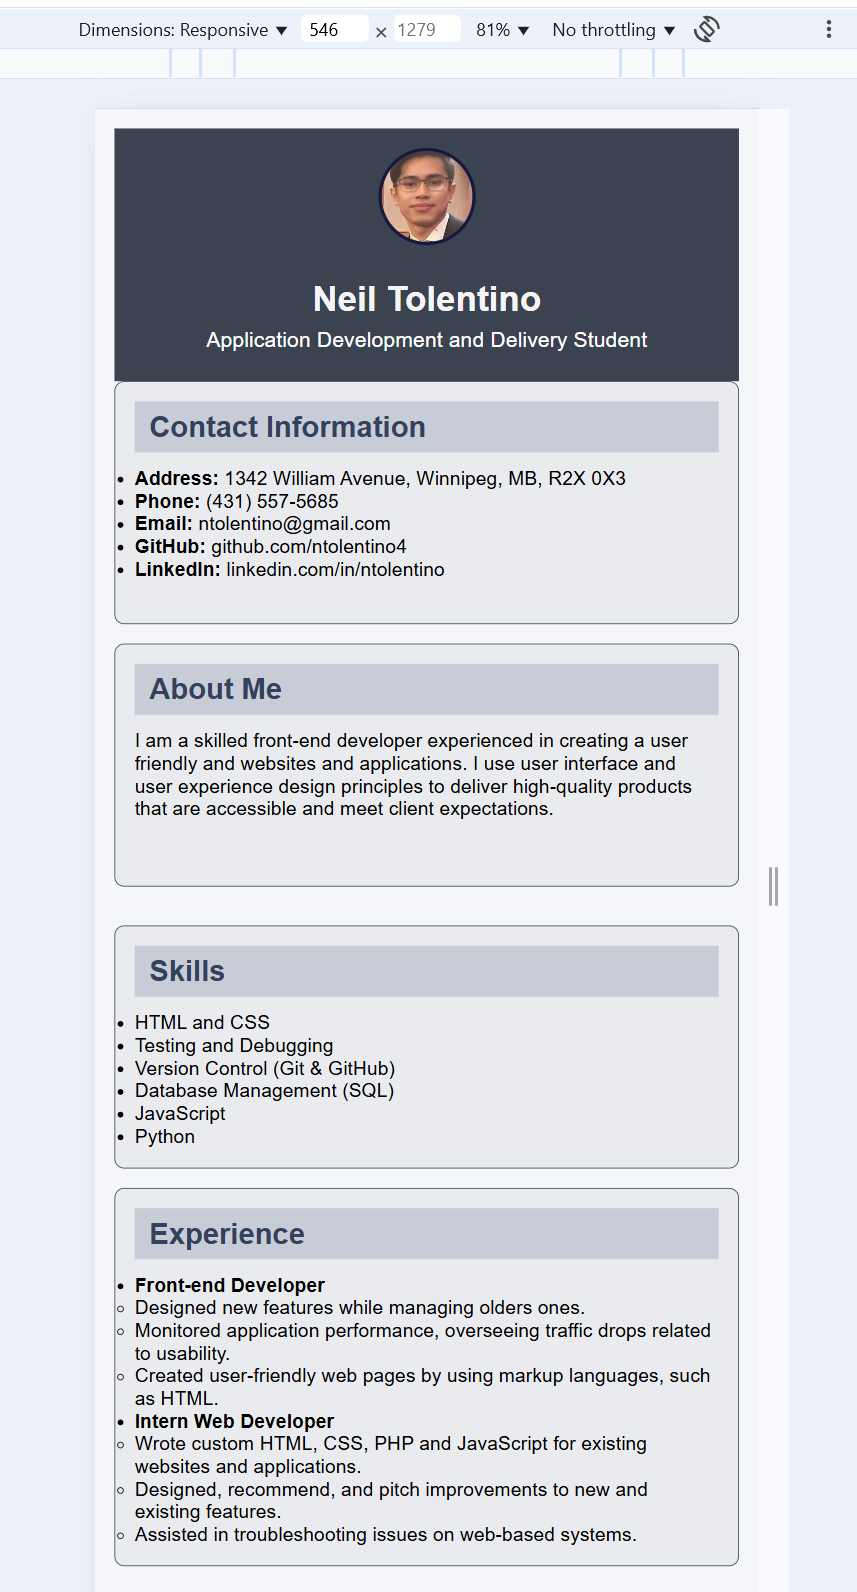 Dimensions: Responsive ▼ 546 × 1279 81% ▼ No throttling ▼
Neil Tolentino
Application Development and Delivery Student
Contact Information
• Address: 1342 William Avenue, Winnipeg, MB, R2X 0X3
• Phone: (431) 557-5685
• Email: ntolentino@gmail.com
• GitHub: github.com/ntolentino4
• LinkedIn: linkedin.com/in/ntolentino
About Me
I am a skilled front-end developer experienced in creating a user
friendly and websites and applications. I use user interface and
user experience design principles to deliver high-quality products
that are accessible and meet client expectations.
Skills
• HTML and CSS
• Testing and Debugging
• Version Control (Git & GitHub)
• Database Management (SQL)
• JavaScript
• Python
Experience
• Front-end Developer
◦ Designed new features while managing olders ones.
◦ Monitored application performance, overseeing traffic drops related
to usability.
◦ Created user-friendly web pages by using markup languages, such
as HTML.
• Intern Web Developer
◦ Wrote custom HTML, CSS, PHP and JavaScript for existing
websites and applications.
◦ Designed, recommend, and pitch improvements to new and
existing features.
◦ Assisted in troubleshooting issues on web-based systems.